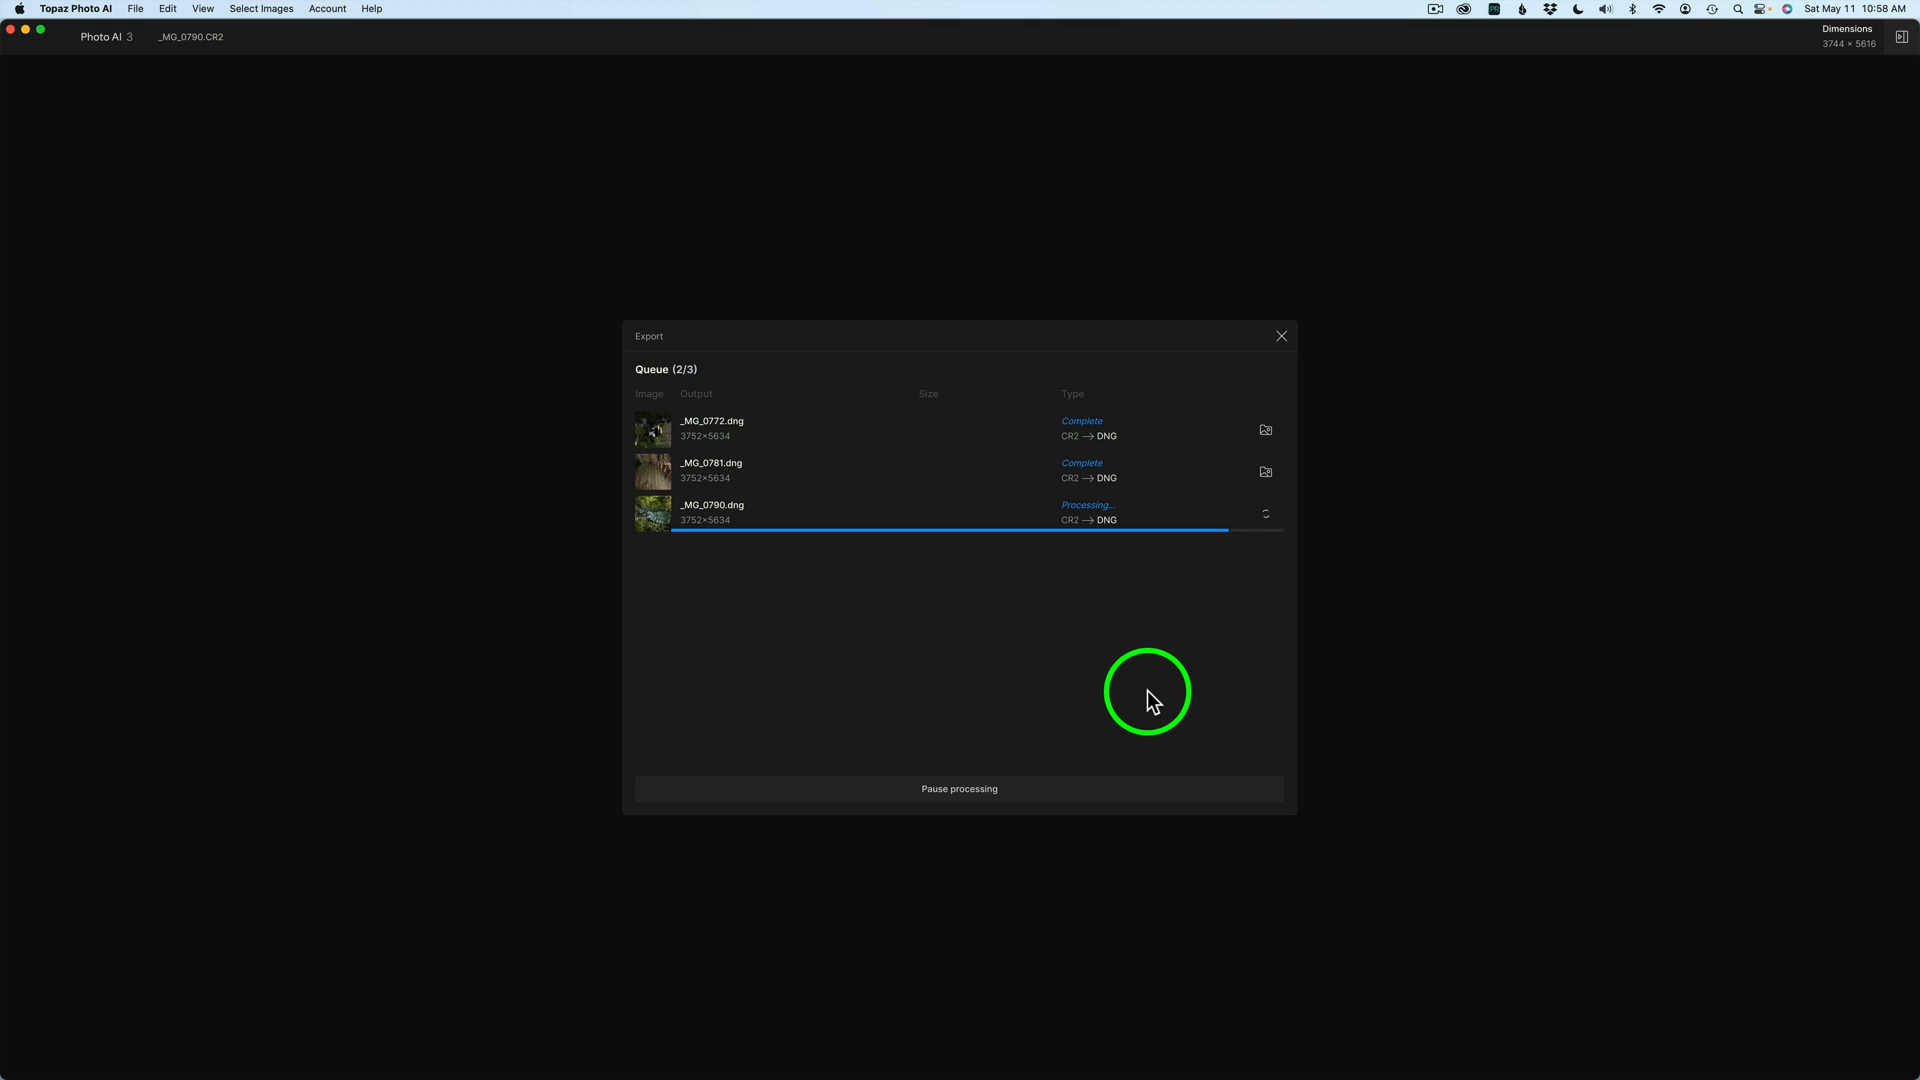 Topaz Photo AI File Edit View Select Images Account Help Sat May 11 10:58 AM
Photo AI 3 _MG_0790.CR2 Dimensions
3744 × 5616
Export
Queue (2/3)
Image Output Size Type
_MG_0772.dng Complete
3752×5634 CR2 → DNG
_MG_0781.dng Complete
3752×5634 CR2 → DNG
_MG_0790.dng Processing...
3752×5634 CR2 → DNG
Pause processing